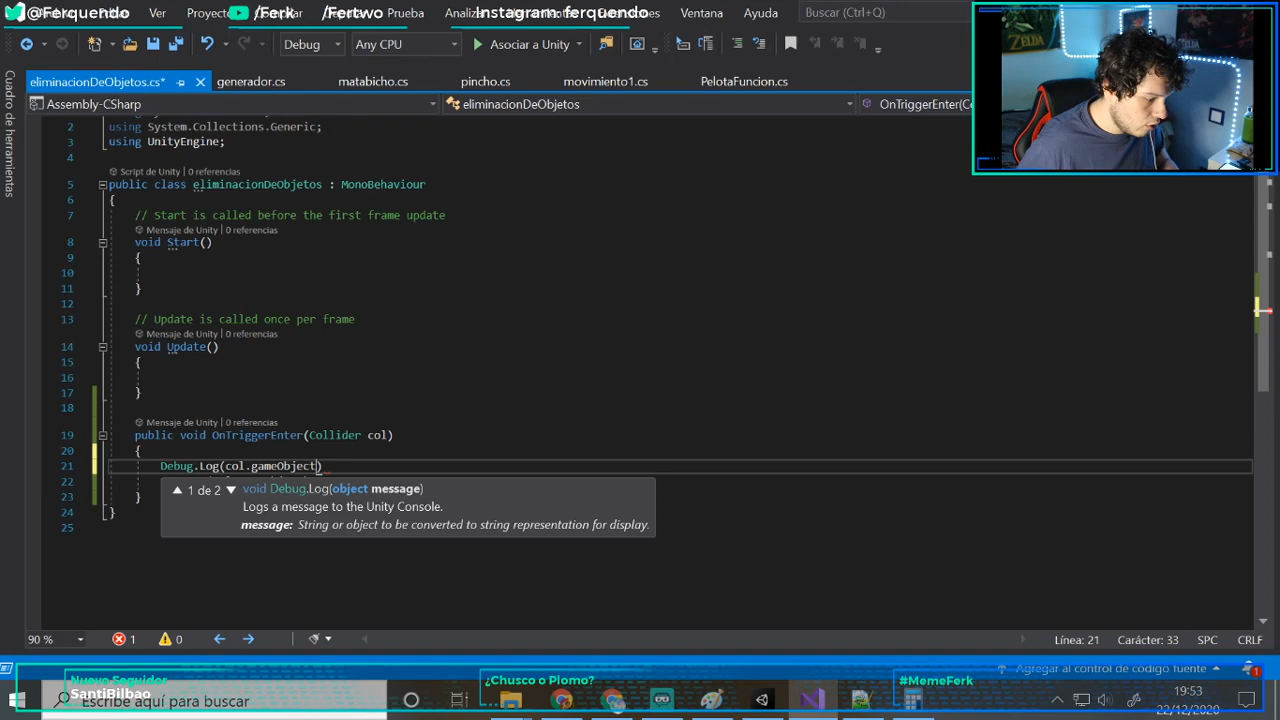 @Ferquendo
/Ferk
/Ferwo
Instagram: ferquendo
Ver
Proyecto
Prueba
Ventana
Ayuda
Buscar (Ctrl+Q)
Debug
Any CPU
Asociar a Unity
Cuadro de herramientas
eliminacionDeObjetos.cs*
generador.cs
matabicho.cs
pincho.cs
movimiento1.cs
PelotaFuncion.cs
Assembly-CSharp
eliminacionDeObjetos
OnTriggerEnter(Co
2 using System.Collections.Generic;
3 using UnityEngine;
4
Script de Unity | 0 referencias
5 public class eliminacionDeObjetos : MonoBehaviour
6 {
7 // Start is called before the first frame update
Mensaje de Unity | 0 referencias
8 void Start()
9 {
10
11 }
12
13 // Update is called once per frame
Mensaje de Unity | 0 referencias
14 void Update()
15 {
16
17 }
18
Mensaje de Unity | 0 referencias
19 public void OnTriggerEnter(Collider col)
20 {
21 Debug.Log(col.gameObject)
22
23 }
24 }
25
1 de 2 void Debug.Log(object message)
Logs a message to the Unity Console.
message: String or object to be converted to string representation for display.
90 %
1
0
Línea: 21
Carácter: 33
SPC
CRLF
Agregar al control de código fuente
1
Nuevo Seguidor
SantiBilbao
¿Chusco o Plomo?
#MemeFerk
Escribe aquí para buscar
19:53
22/12/2020
ZELDA